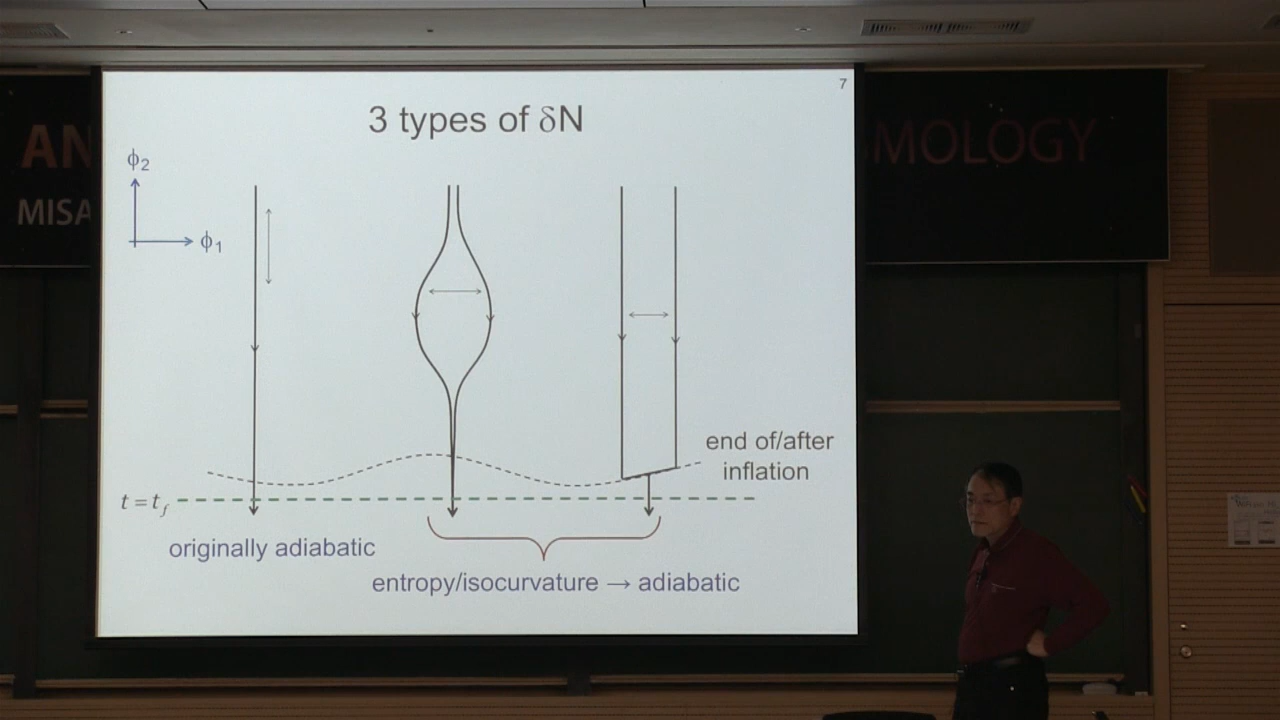 7
3 types of δN
AN
MOLOGY
MISA
ϕ2
ϕ1
end of/after
inflation
t = tf
originally adiabatic
entropy/isocurvature → adiabatic